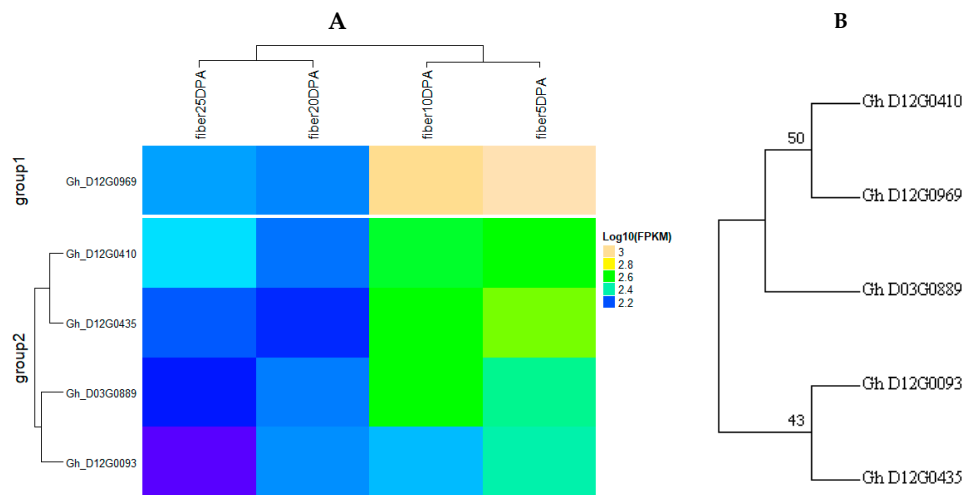 A
B
fiber25DPA
fiber20DPA
fiber10DPA
fiber5DPA
group1
Gh_D12G0969
group2
Gh_D12G0410
Gh_D12G0435
Gh_D03G0889
Gh_D12G0093
Log10(FPKM)
3
2.8
2.6
2.4
2.2
Gh D12G0410
50
Gh D12G0969
Gh D03G0889
Gh D12G0093
43
Gh D12G0435